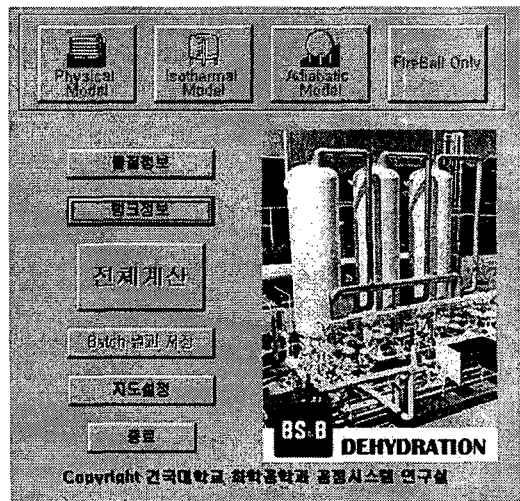 Physical Model
Isothermal Model
Adiabatic Model
FireBall Only
물질정보
탱크정보
전체계산
Batch 결과 저장
지도설정
종료
BS&B
DEHYDRATION
Copyright 건국대학교 화학공학과 공정시스템 연구실